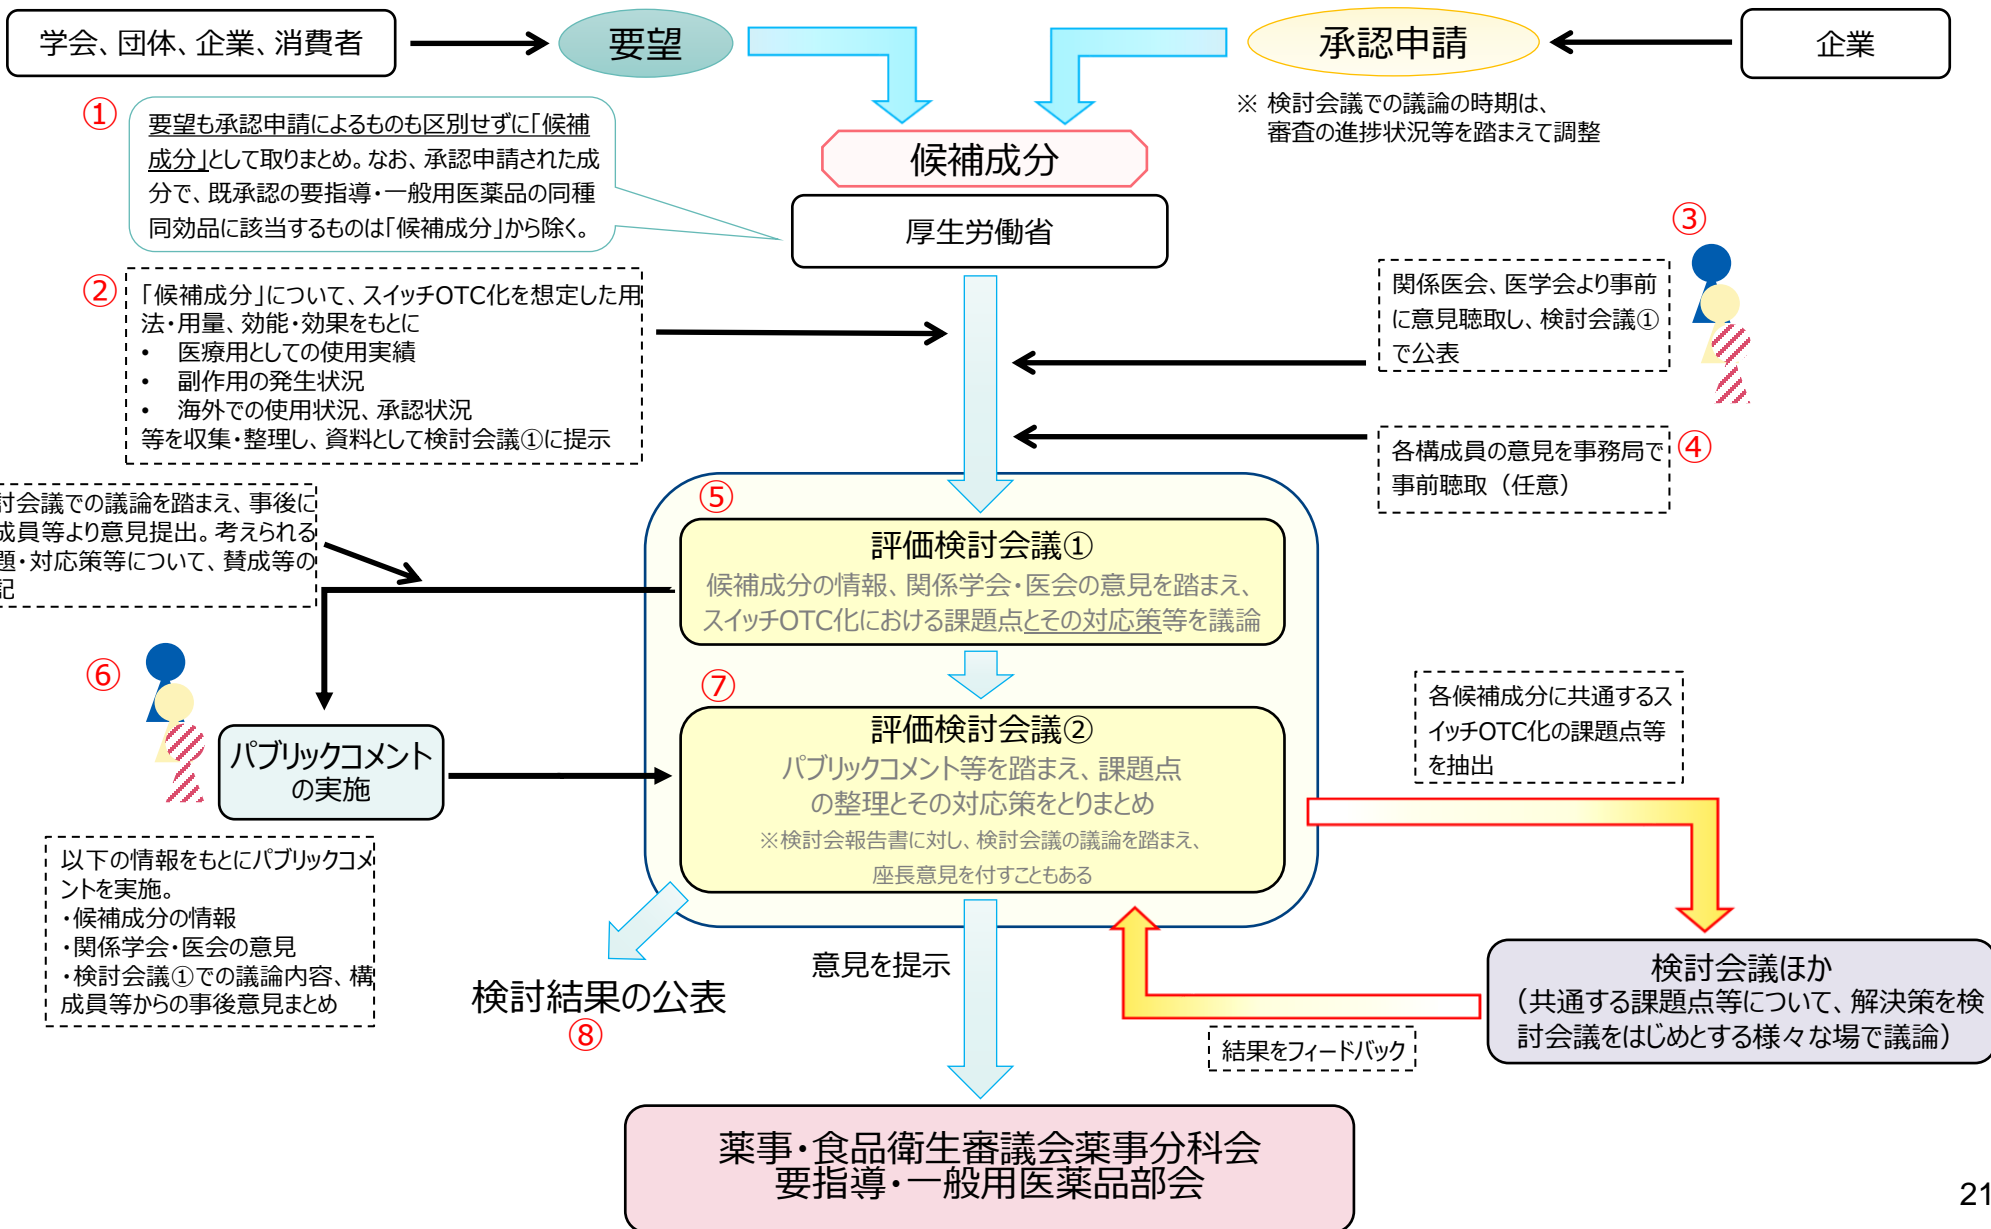 学会、団体、企業、消費者
要望
承認申請
企業
※ 検討会議での議論の時期は、
審査の進捗状況等を踏まえて調整
①
要望も承認申請によるものも区別せずに「候補
成分」として取りまとめ。なお、承認申請された成
分で、既承認の要指導・一般用医薬品の同種
同効品に該当するものは「候補成分」から除く。
候補成分
厚生労働省
②
「候補成分」について、スイッチOTC化を想定した用
法・用量、効能・効果をもとに
• 医療用としての使用実績
• 副作用の発生状況
• 海外での使用状況、承認状況
等を収集・整理し、資料として検討会議①に提示
③
関係医会、医学会より事前
に意見聴取し、検討会議①
で公表
④
各構成員の意見を事務局で
事前聴取（任意）
討会議での議論を踏まえ、事後に
成員等より意見提出。考えられる
題・対応策等について、賛成等の
記
⑤
評価検討会議①
候補成分の情報、関係学会・医会の意見を踏まえ、
スイッチOTC化における課題点とその対応策等を議論
⑥
パブリックコメント
の実施
⑦
評価検討会議②
パブリックコメント等を踏まえ、課題点
の整理とその対応策をとりまとめ
※検討会報告書に対し、検討会議の議論を踏まえ、
座長意見を付すこともある
各候補成分に共通するス
イッチOTC化の課題点等
を抽出
以下の情報をもとにパブリックコメ
ントを実施。
・候補成分の情報
・関係学会・医会の意見
・検討会議①での議論内容、構
成員等からの事後意見まとめ
検討結果の公表
⑧
意見を提示
検討会議ほか
（共通する課題点等について、解決策を検
討会議をはじめとする様々な場で議論）
結果をフィードバック
薬事・食品衛生審議会薬事分科会
要指導・一般用医薬品部会
21